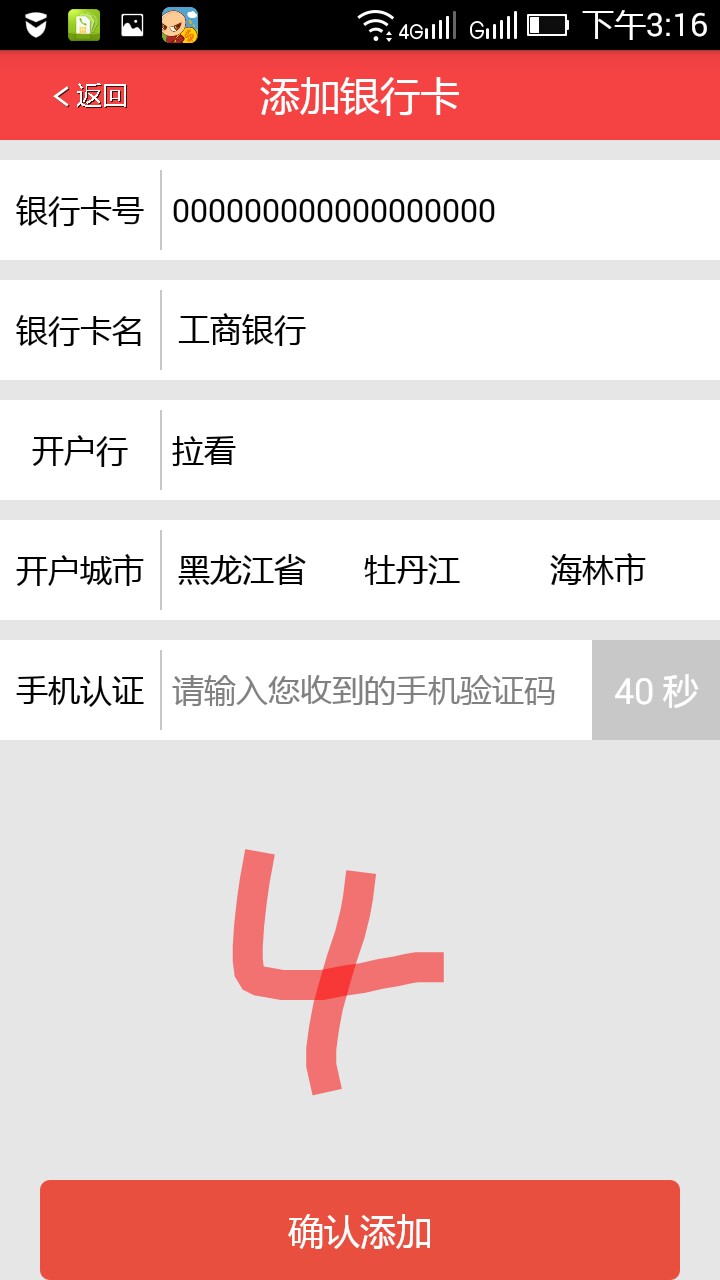 4G G 下午3:16
< 返回 添加银行卡
银行卡号 000000000000000000
银行卡名 工商银行
开户行 拉看
开户城市 黑龙江省 牡丹江 海林市
手机认证 请输入您收到的手机验证码 40 秒
4
确认添加